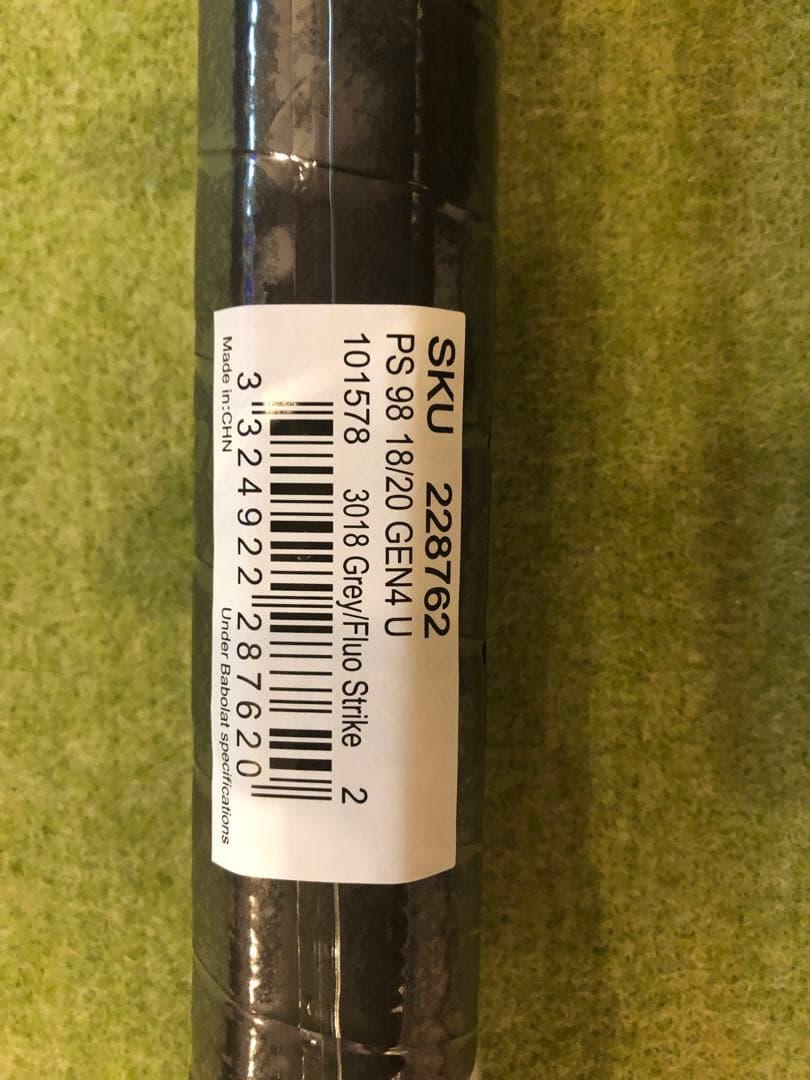 SKU 228762
PS 98 18/20 GEN4 U
101578 3018 Grey/Fluo Strike 2
3 324922 287620
Made in:CHN Under Babolat specifications